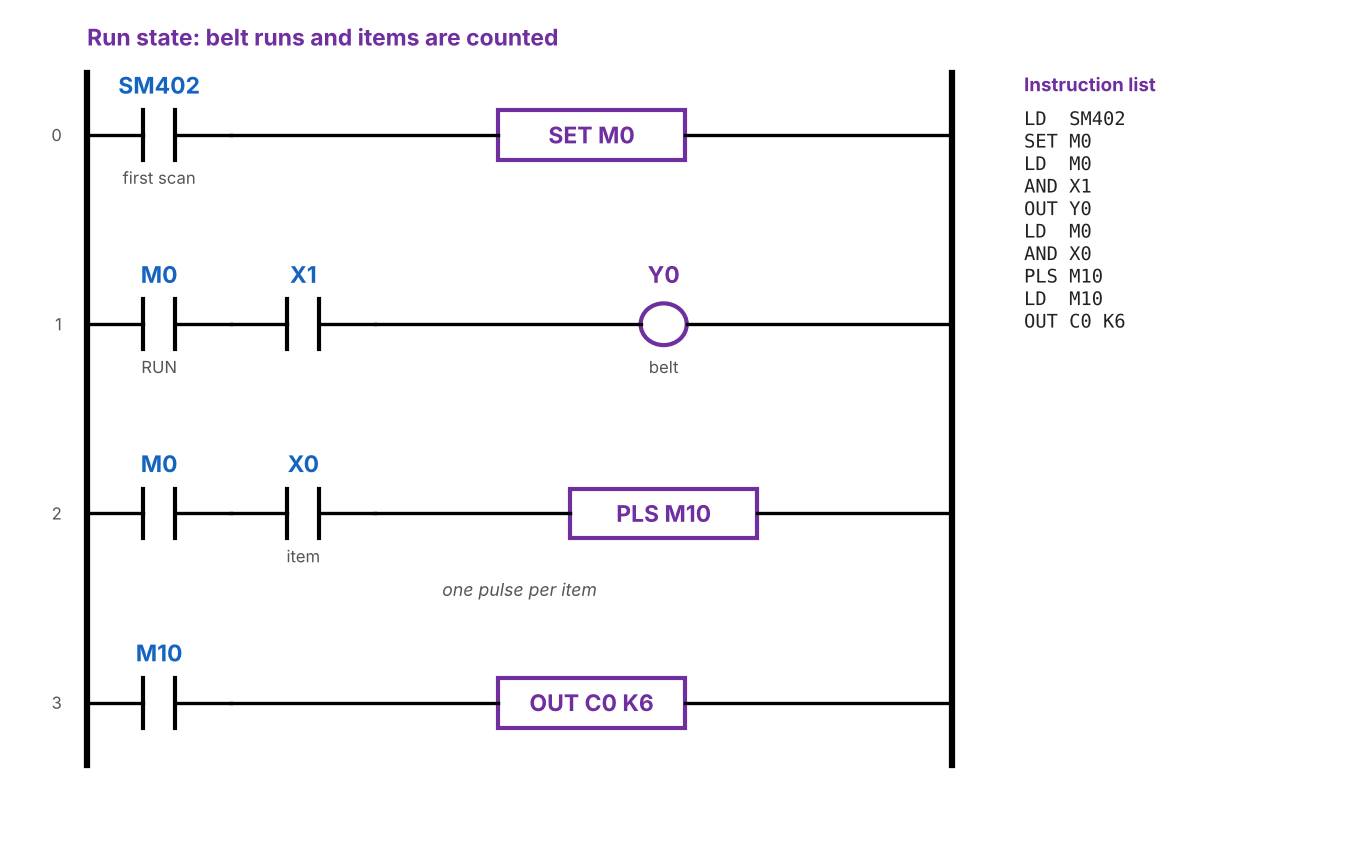 Run state: belt runs and items are counted
SM402
0
SET M0
first scan
M0
X1
Y0
1
RUN
belt
M0
X0
2
PLS M10
item
one pulse per item
M10
3
OUT C0 K6
Instruction list
LD  SM402
SET M0
LD  M0
AND X1
OUT Y0
LD  M0
AND X0
PLS M10
LD  M10
OUT C0 K6